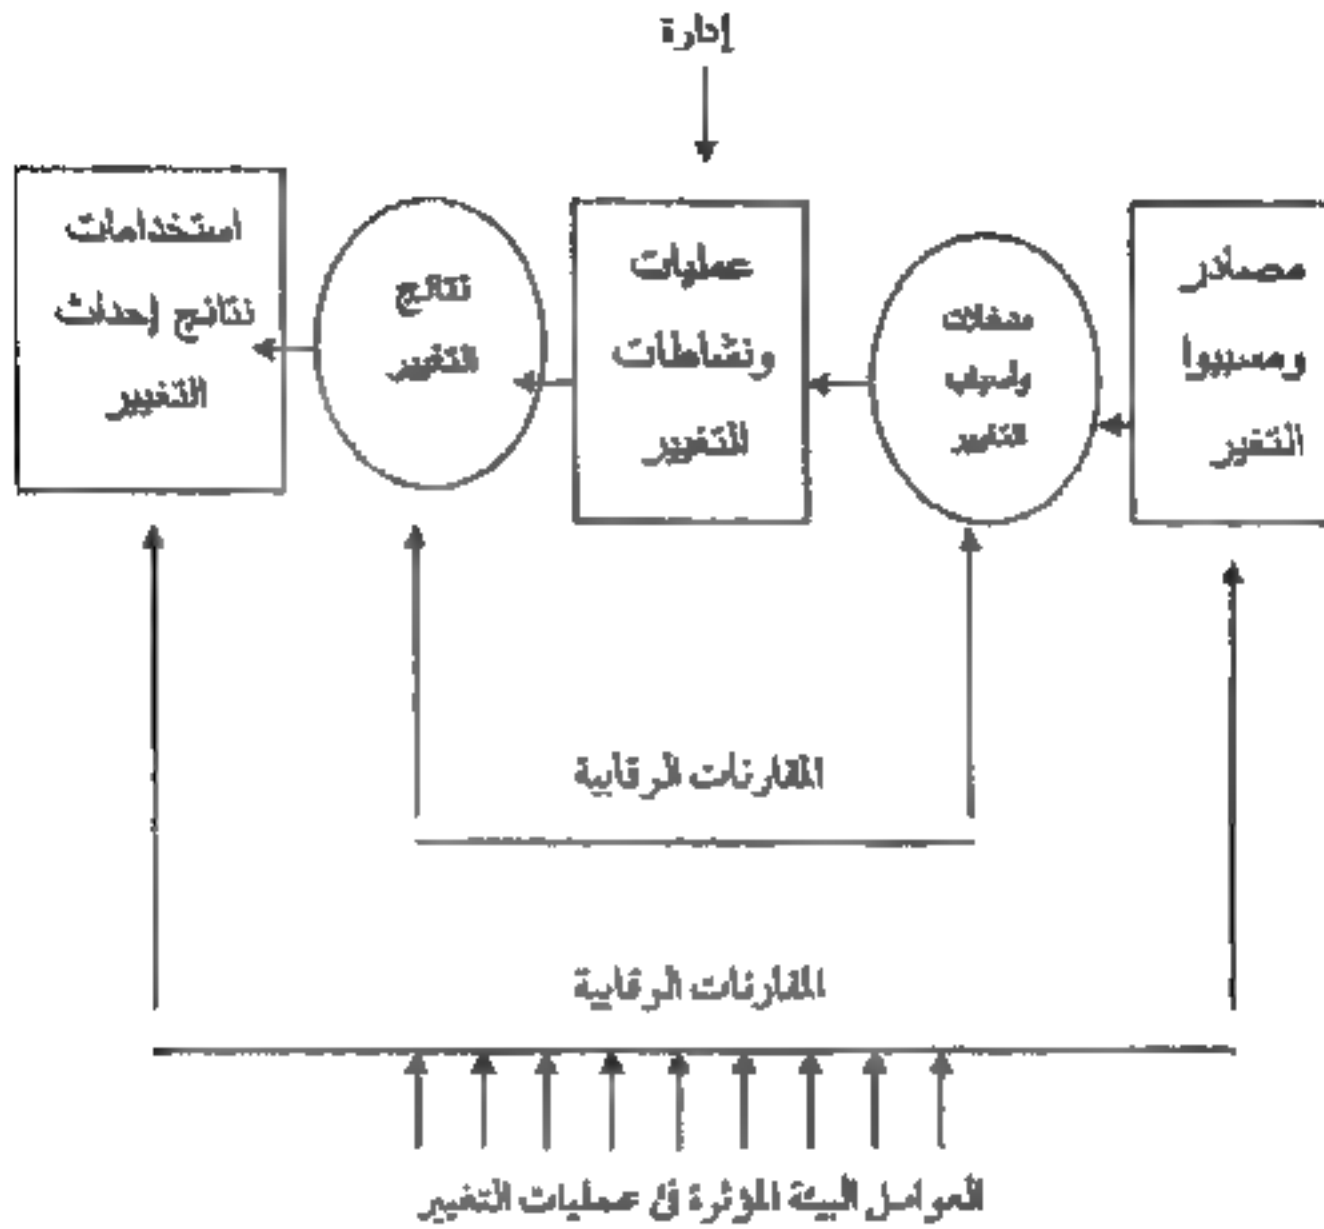 إدارة
مصادر
ومسببوا
التغير
مدخلات
وأسباب
التغيير
عمليات
ونشاطات
للتغيير
نتائج
التغيير
استخدامات
نتائج إحداث
التغيير
المقارنات الرقابية
المقارنات الرقابية
العوامل البيئة المؤثرة في عمليات التغيير